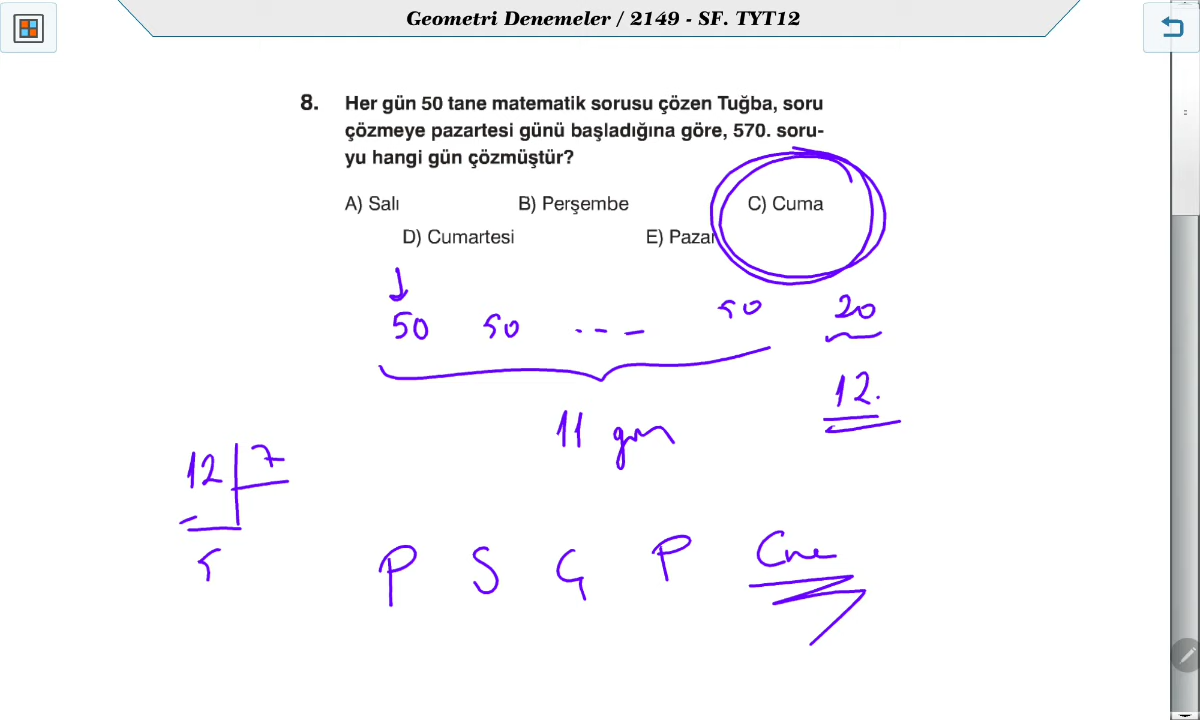 Geometri Denemeler / 2149 - SF. TYT12
8. Her gün 50 tane matematik sorusu çözen Tuğba, soru
çözmeye pazartesi günü başladığına göre, 570. soru-
yu hangi gün çözmüştür?
A) Salı B) Perşembe C) Cuma
D) Cumartesi E) Pazar
50 50 --- 50 20
12.
11 gün
12 7
5
P S Ç P Cuma